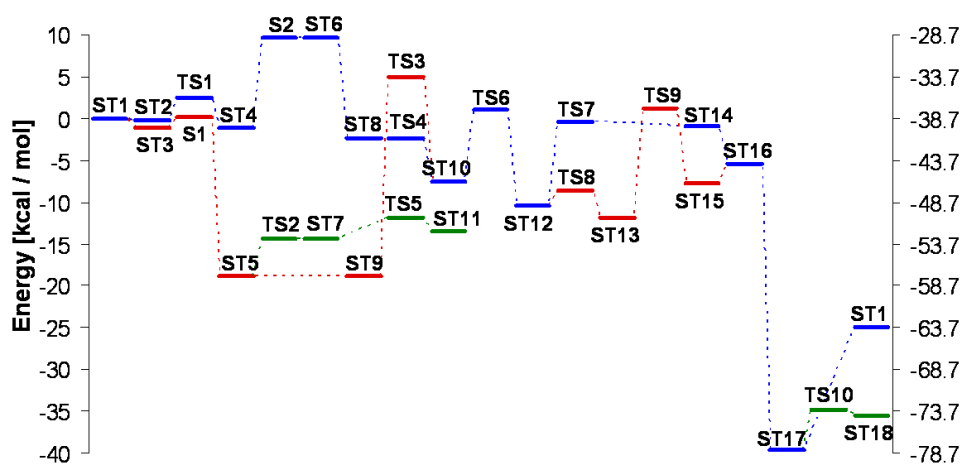 10
S2
ST6
-28.7
5
TS3
-33.7
TS1
TS6
TS7
TS9
0
ST1
ST2
ST4
ST8
TS4
ST14
-38.7
ST3
S1
-5
ST10
TS8
ST16
-43.7
-10
TS5
ST12
ST15
-48.7
TS2
ST7
ST11
ST13
-15
-53.7
-20
ST5
ST9
-58.7
-25
ST1
-63.7
-30
-68.7
-35
TS10
-73.7
ST17
ST18
-40
-78.7
Energy [kcal / mol]